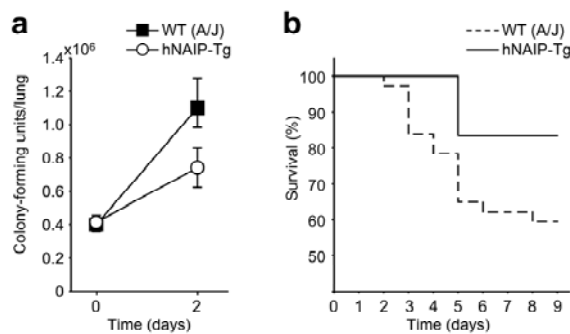 a
WT (A/J)
hNAIP-Tg
×10⁶
1.4
1.2
1.0
0.8
0.6
0.4
0.2
0
Colony-forming units/lung
0
2
Time (days)
b
WT (A/J)
hNAIP-Tg
100
90
80
70
60
50
Survival (%)
0 1 2 3 4 5 6 7 8 9
Time (days)